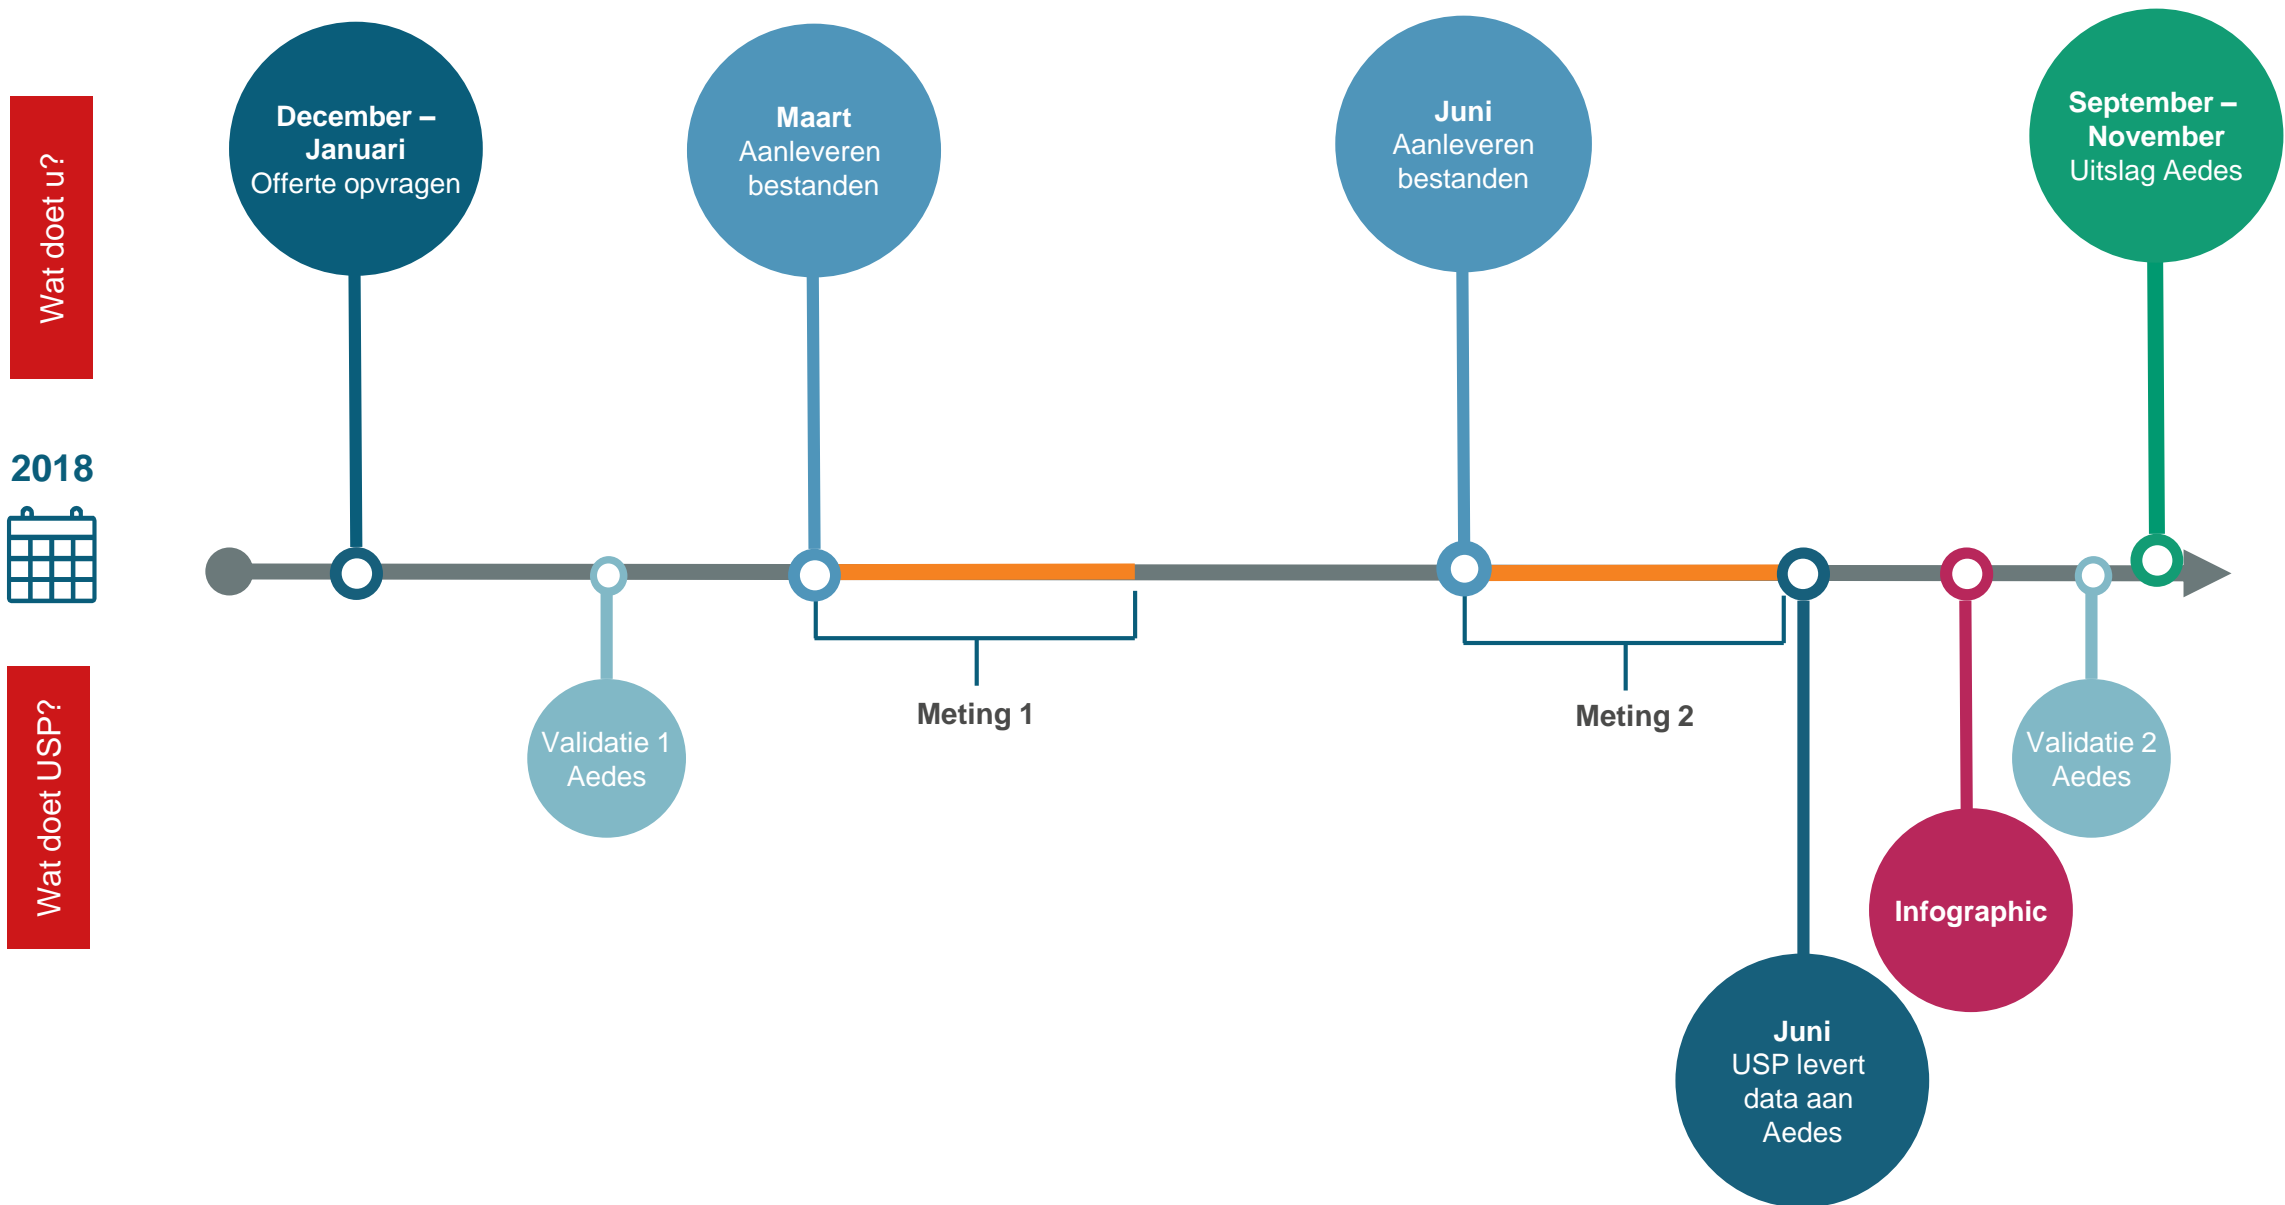 Wat doet u?
December –
Januari
Offerte opvragen
Maart
Aanleveren
bestanden
Juni
Aanleveren
bestanden
September –
November
Uitslag Aedes
2018
Wat doet USP?
Validatie 1
Aedes
Meting 1
Meting 2
Juni
USP levert
data aan
Aedes
Infographic
Validatie 2
Aedes